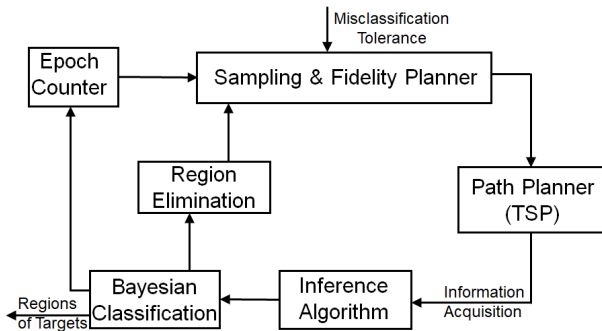 Misclassification
Tolerance
Epoch
Counter
Sampling & Fidelity Planner
Region
Elimination
Path Planner
(TSP)
Regions
of Targets
Bayesian
Classification
Inference
Algorithm
Information
Acquisition